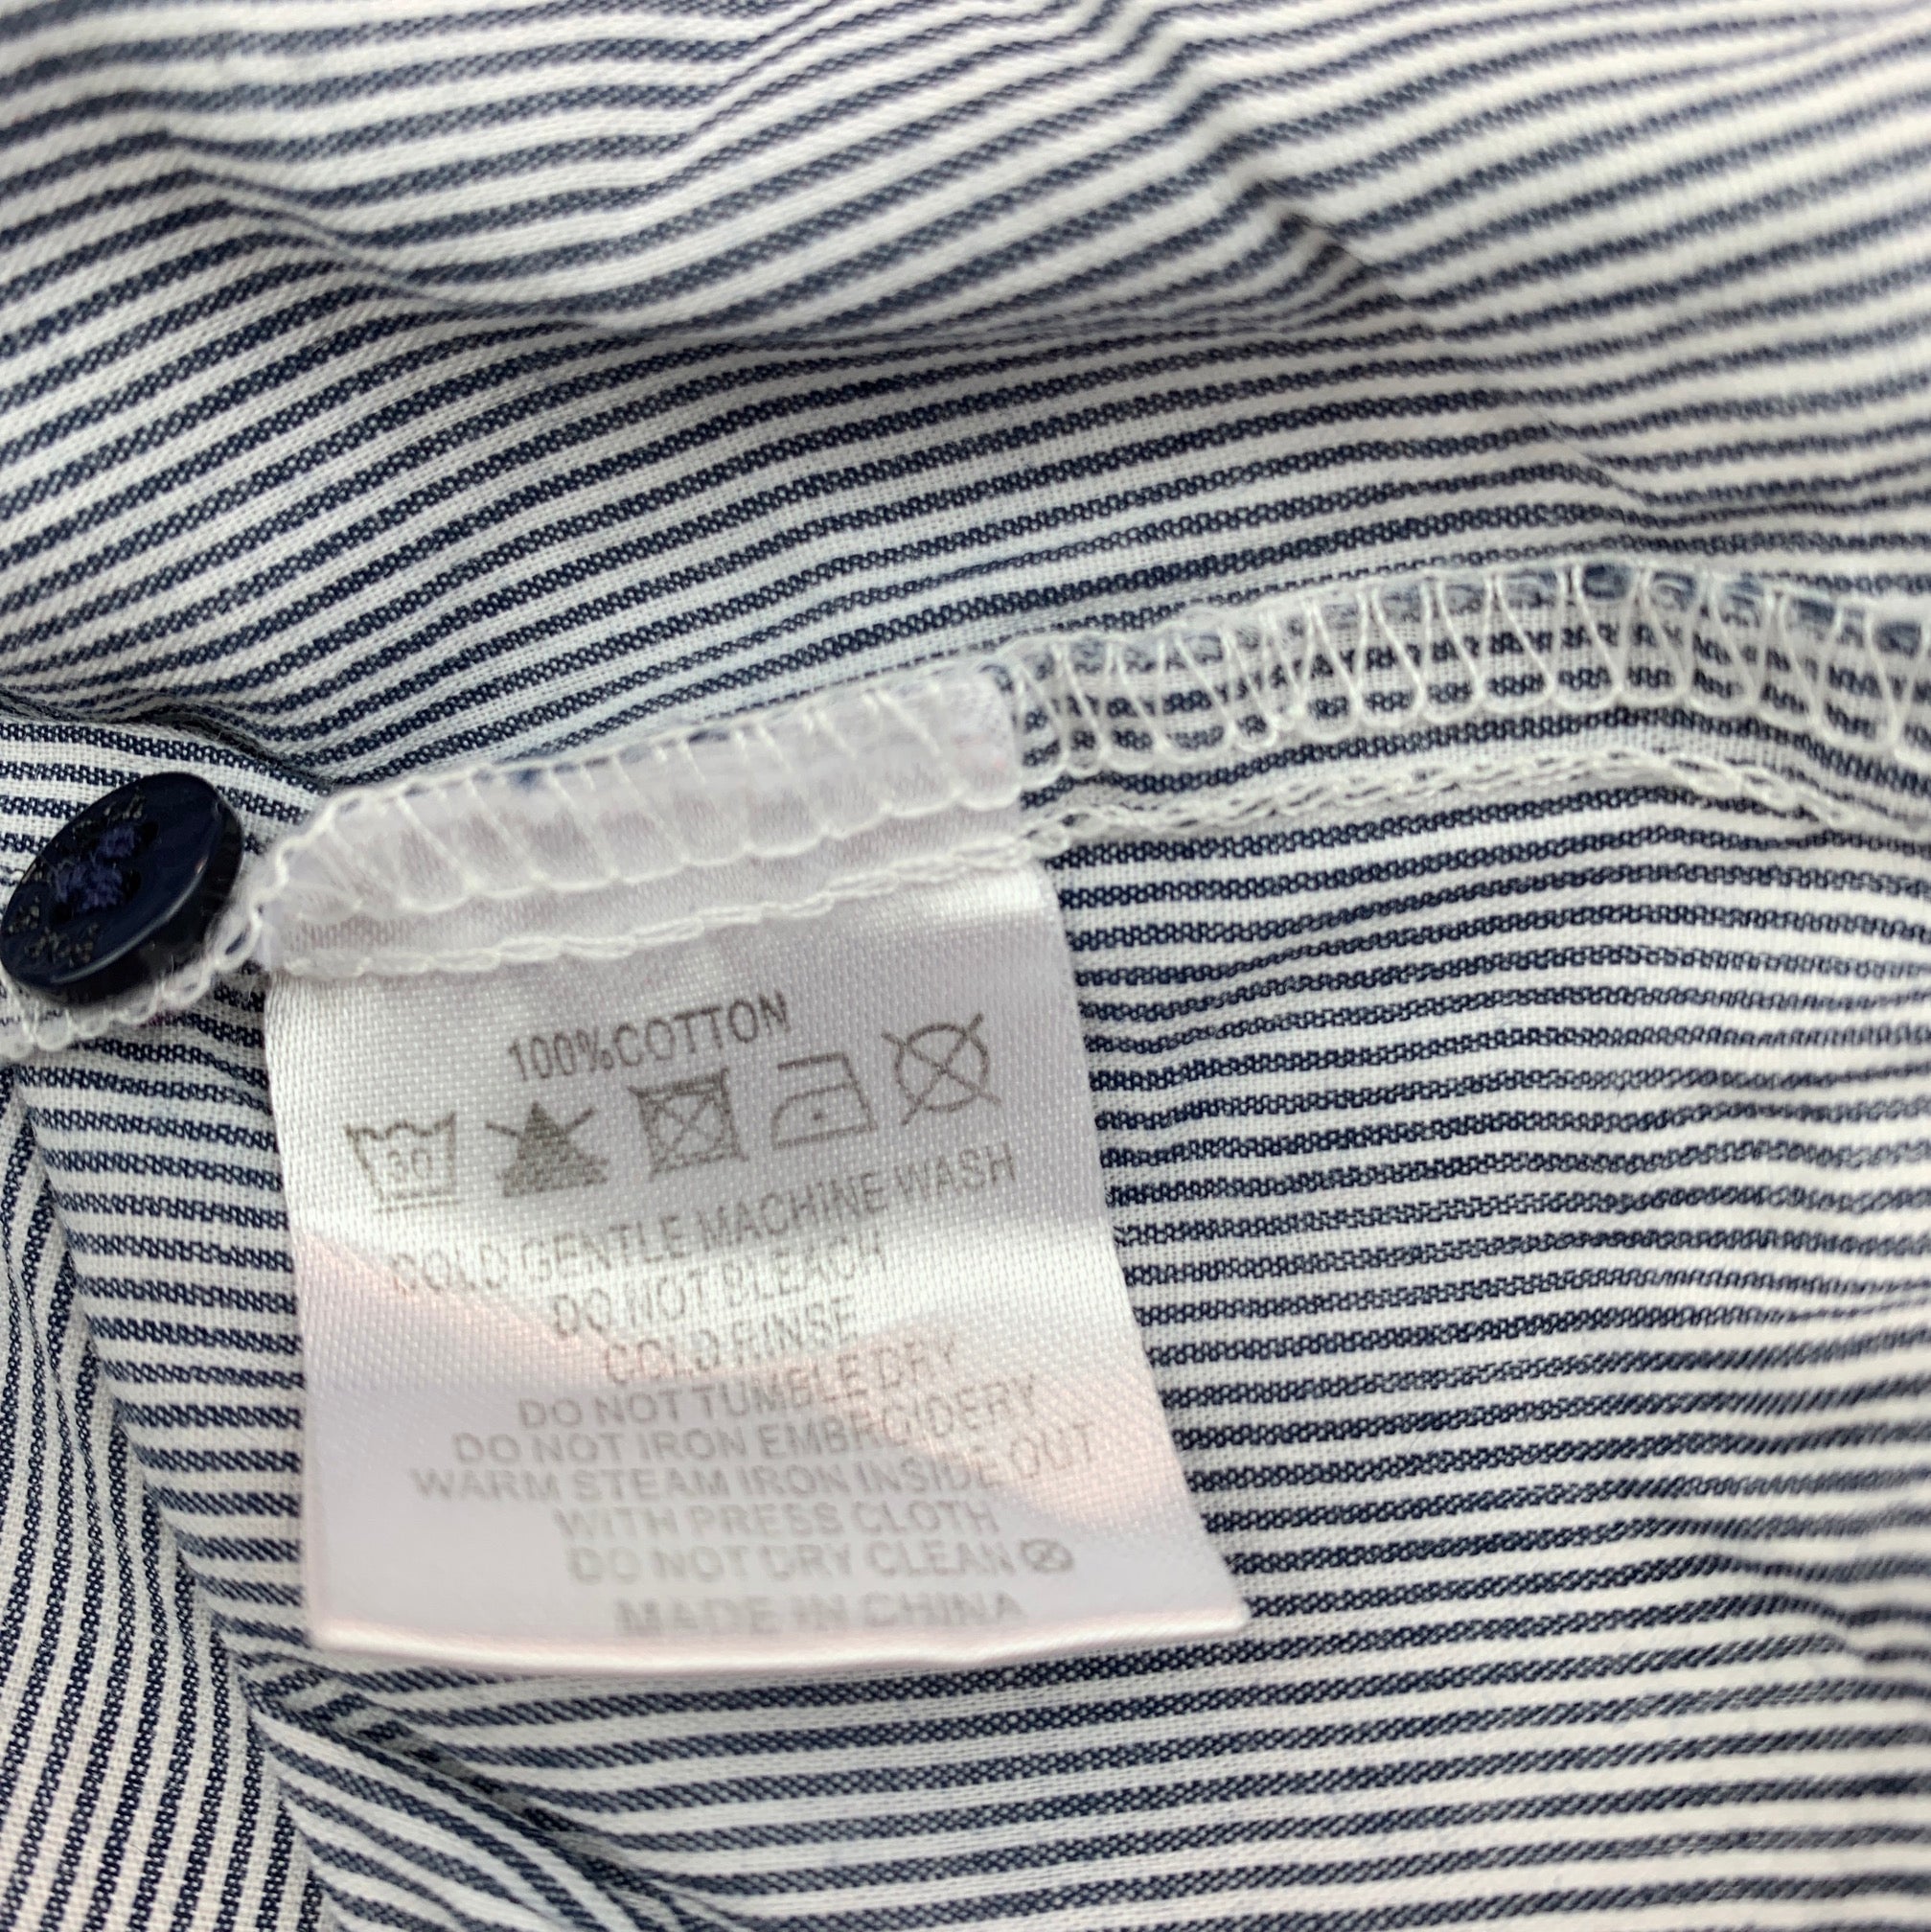 100%COTTON
30
COLD GENTLE MACHINE WASH
DO NOT BLEACH
COLD RINSE
DO NOT TUMBLE DRY
DO NOT IRON EMBROIDERY
WARM STEAM IRON INSIDE OUT
WITH PRESS CLOTH
DO NOT DRY CLEAN
MADE IN CHINA